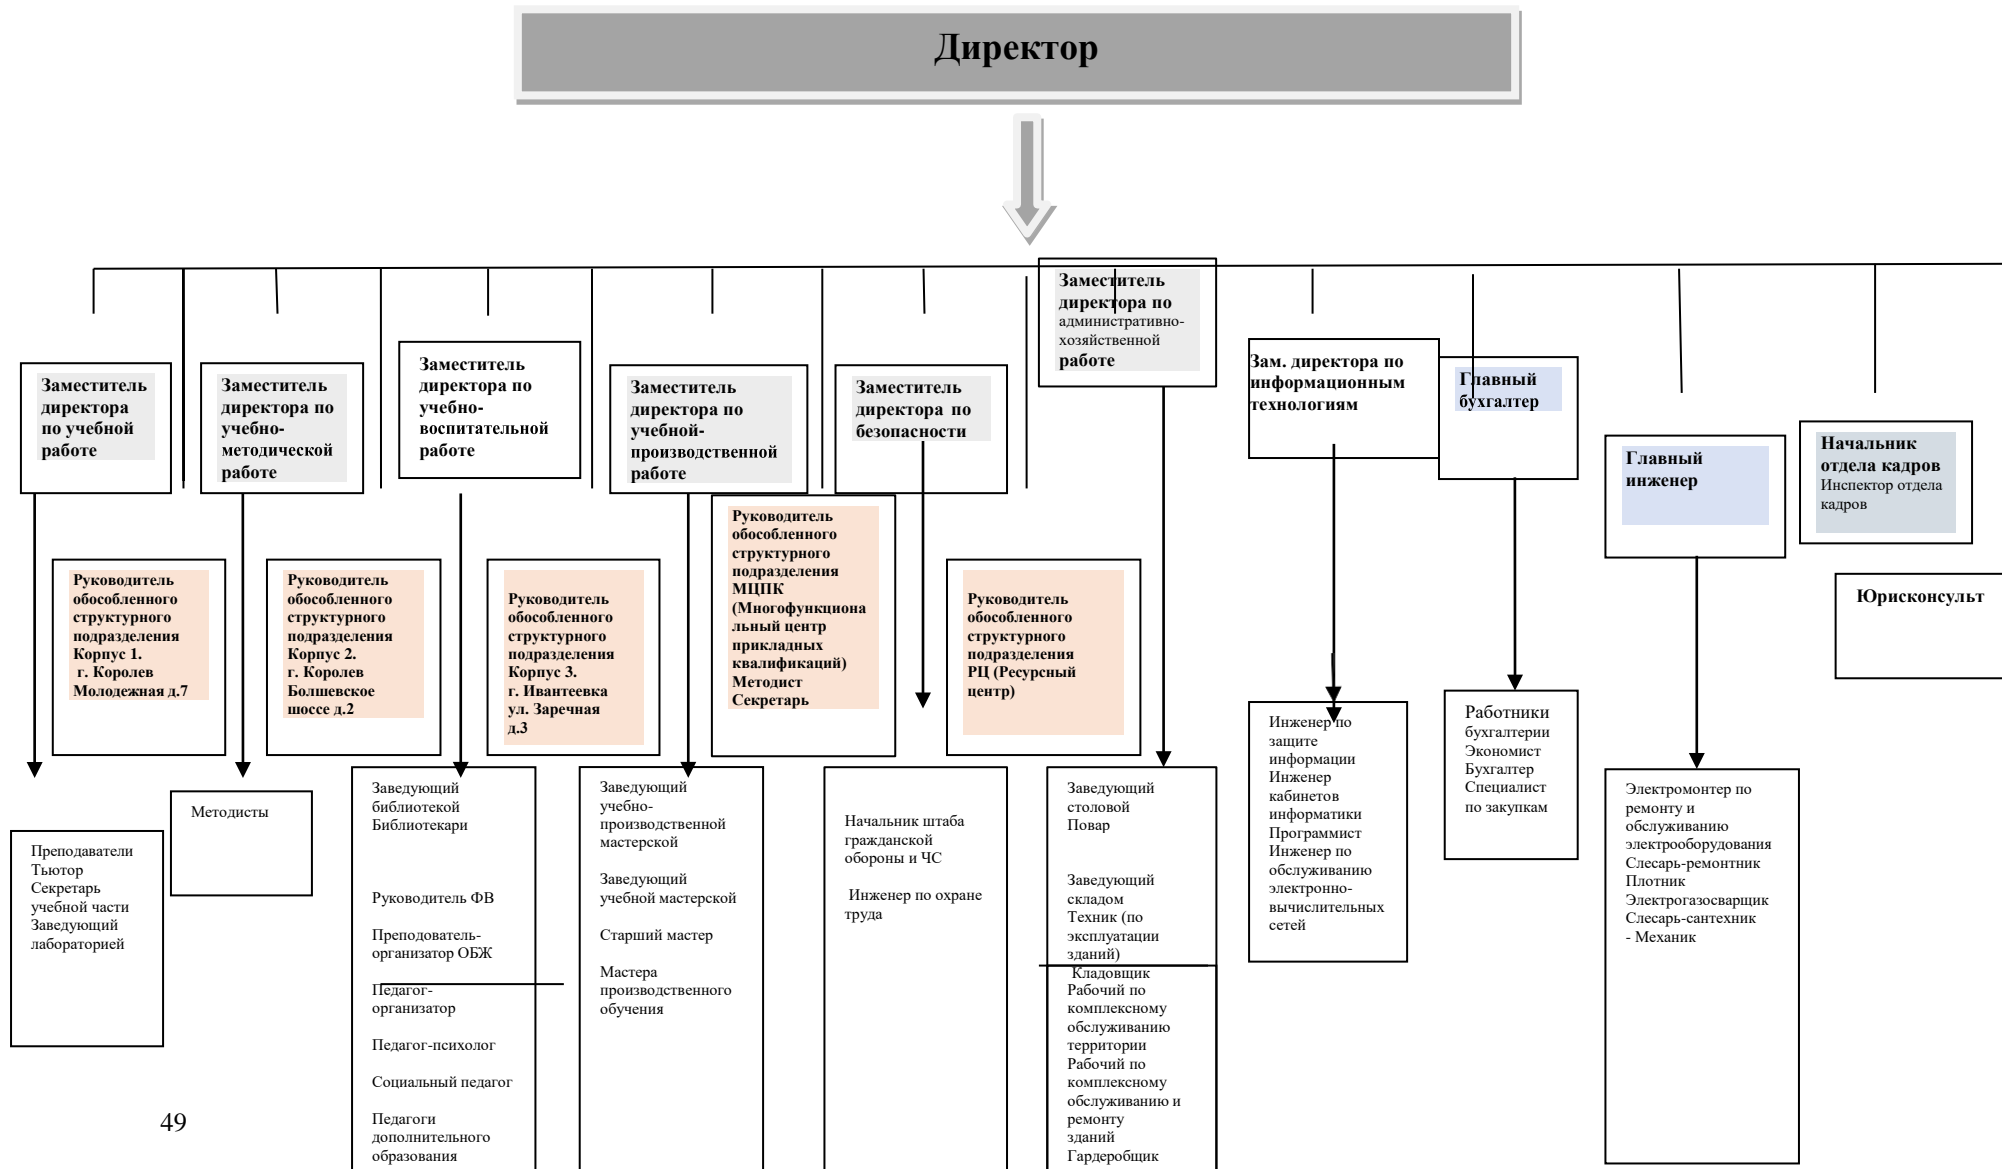 Директор
Заместитель
директора
по учебной
работе
Заместитель
директора по
учебно-
методической
работе
Заместитель
директора по
учебно-
воспитательной
работе
Заместитель
директора по
учебной-
производственной
работе
Заместитель
директора по
безопасности
Заместитель
директора по
административно-
хозяйственной
работе
Зам. директора по
информационным
технологиям
Главный
бухгалтер
Главный
инженер
Начальник
отдела кадров
Инспектор отдела
кадров
Юрисконсульт
Руководитель
обособленного
структурного
подразделения
Корпус 1.
г. Королев
Молодежная д.7
Руководитель
обособленного
структурного
подразделения
Корпус 2.
г. Королев
Болшевское
шоссе д.2
Руководитель
обособленного
структурного
подразделения
Корпус 3.
г. Ивантеевка
ул. Заречная
д.3
Руководитель
обособленного
структурного
подразделения
МЦПК
(Многофункциона
льный центр
прикладных
квалификаций)
Методист
Секретарь
Руководитель
обособленного
структурного
подразделения
РЦ (Ресурсный
центр)
Преподаватели
Тьютор
Секретарь
учебной части
Заведующий
лабораторией
Методисты
Заведующий
библиотекой
Библиотекари
Руководитель ФВ
Преподователь-
организатор ОБЖ
Педагог-
организатор
Педагог-психолог
Социальный педагог
Педагоги
дополнительного
образования
Заведующий
учебно-
производственной
мастерской
Заведующий
учебной мастерской
Старший мастер
Мастера
производственного
обучения
Начальник штаба
гражданской
обороны и ЧС
Инженер по охране
труда
Заведующий
столовой
Повар
Заведующий
складом
Техник (по
эксплуатации
зданий)
Кладовщик
Рабочий по
комплексному
обслуживанию
территории
Рабочий по
комплексному
обслуживанию и
ремонту
зданий
Гардеробщик
Инженер по
защите
информации
Инженер
кабинетов
информатики
Программист
Инженер по
обслуживанию
электронно-
вычислительных
сетей
Работники
бухгалтерии
Экономист
Бухгалтер
Специалист
по закупкам
Электромонтер по
ремонту и
обслуживанию
электрооборудования
Слесарь-ремонтник
Плотник
Электрогазосварщик
Слесарь-сантехник
- Механик
49